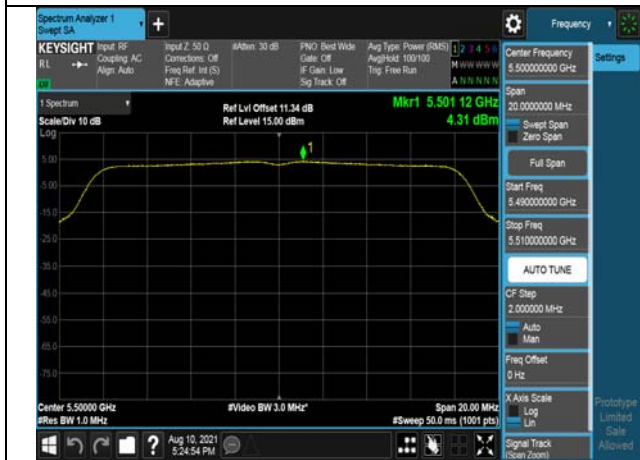 Spectrum Analyzer 1
Swept SA
+
Frequency
KEYSIGHT
RL
Input: RF
Coupling: AC
Align: Auto
Input Z: 50 Ω
Corrections: Off
Freq Ref: Int (S)
NFE: Adaptive
#Atten: 30 dB
PNO: Best Wide
Gate: Off
IF Gain: Low
Sig Track: Off
Avg Type: Power (RMS)
Avg|Hold: 100/100
Trig: Free Run
1 2 3 4 5 6
M W W W W W
A N N N N N
1 Spectrum
Scale/Div 10 dB
Log
Ref Lvl Offset 11.34 dB
Ref Level 15.00 dBm
Mkr1 5.501 12 GHz
4.31 dBm
1
5.00
-5.00
-15.0
-25.0
-35.0
-45.0
-55.0
-65.0
-75.0
Center 5.50000 GHz
#Res BW 1.0 MHz
#Video BW 3.0 MHz*
Span 20.00 MHz
#Sweep 50.0 ms (1001 pts)
Aug 10, 2021
5:24:54 PM
?
Center Frequency
5.500000000 GHz
Settings
Span
20.0000000 MHz
Swept Span
Zero Span
Full Span
Start Freq
5.490000000 GHz
Stop Freq
5.510000000 GHz
AUTO TUNE
CF Step
2.000000 MHz
Auto
Man
Freq Offset
0 Hz
X Axis Scale
Log
Lin
Signal Track
(Span Zoom)
Prototype
Limited
Sale
Allowed